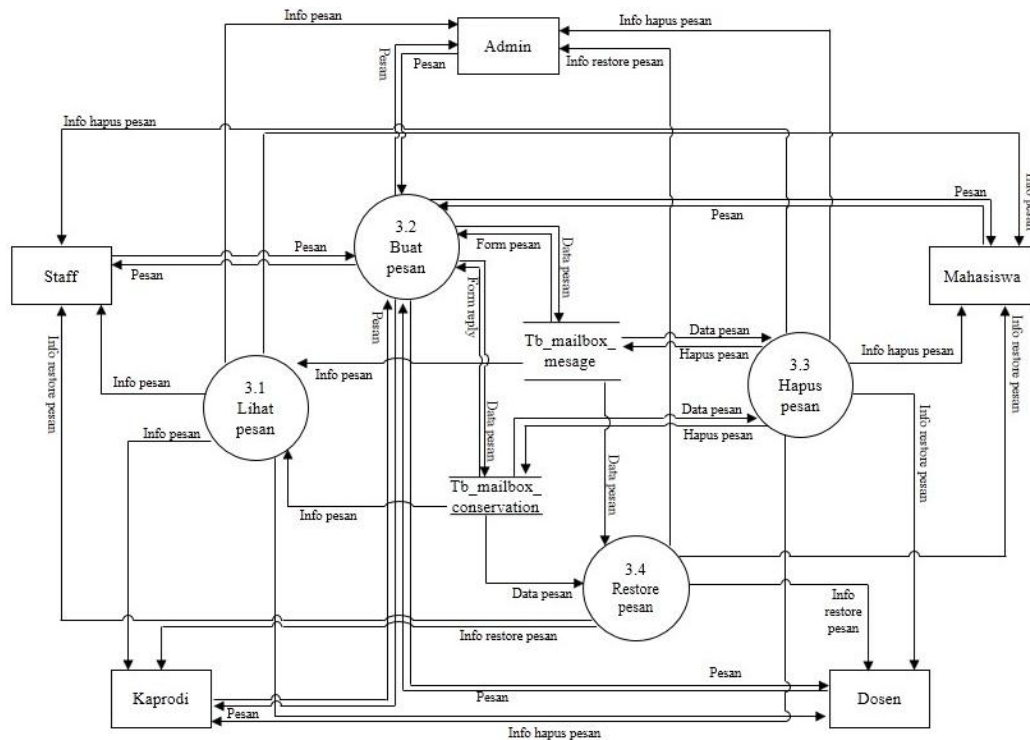 Info pesan
Info hapus pesan
Admin
Pesan
Pesan
Info restore pesan
Info hapus pesan
Info pesan
Pesan
Pesan
3.2
Buat
pesan
Form pesan
Data pesan
Staff
Pesan
Pesan
Mahasiswa
Form reply
Pesan
Tb_mailbox_
mesage
Data pesan
Hapus pesan
3.3
Hapus
pesan
Info hapus pesan
Info restore pesan
Info restore pesan
Info pesan
3.1
Lihat
pesan
Info pesan
Info pesan
Data pesan
Data pesan
Hapus pesan
Info restore pesan
Data pesan
Tb_mailbox_
conservation
Info pesan
3.4
Restore
pesan
Data pesan
Info
restore
pesan
Info restore pesan
Kaprodi
Pesan
Pesan
Pesan
Dosen
Info hapus pesan